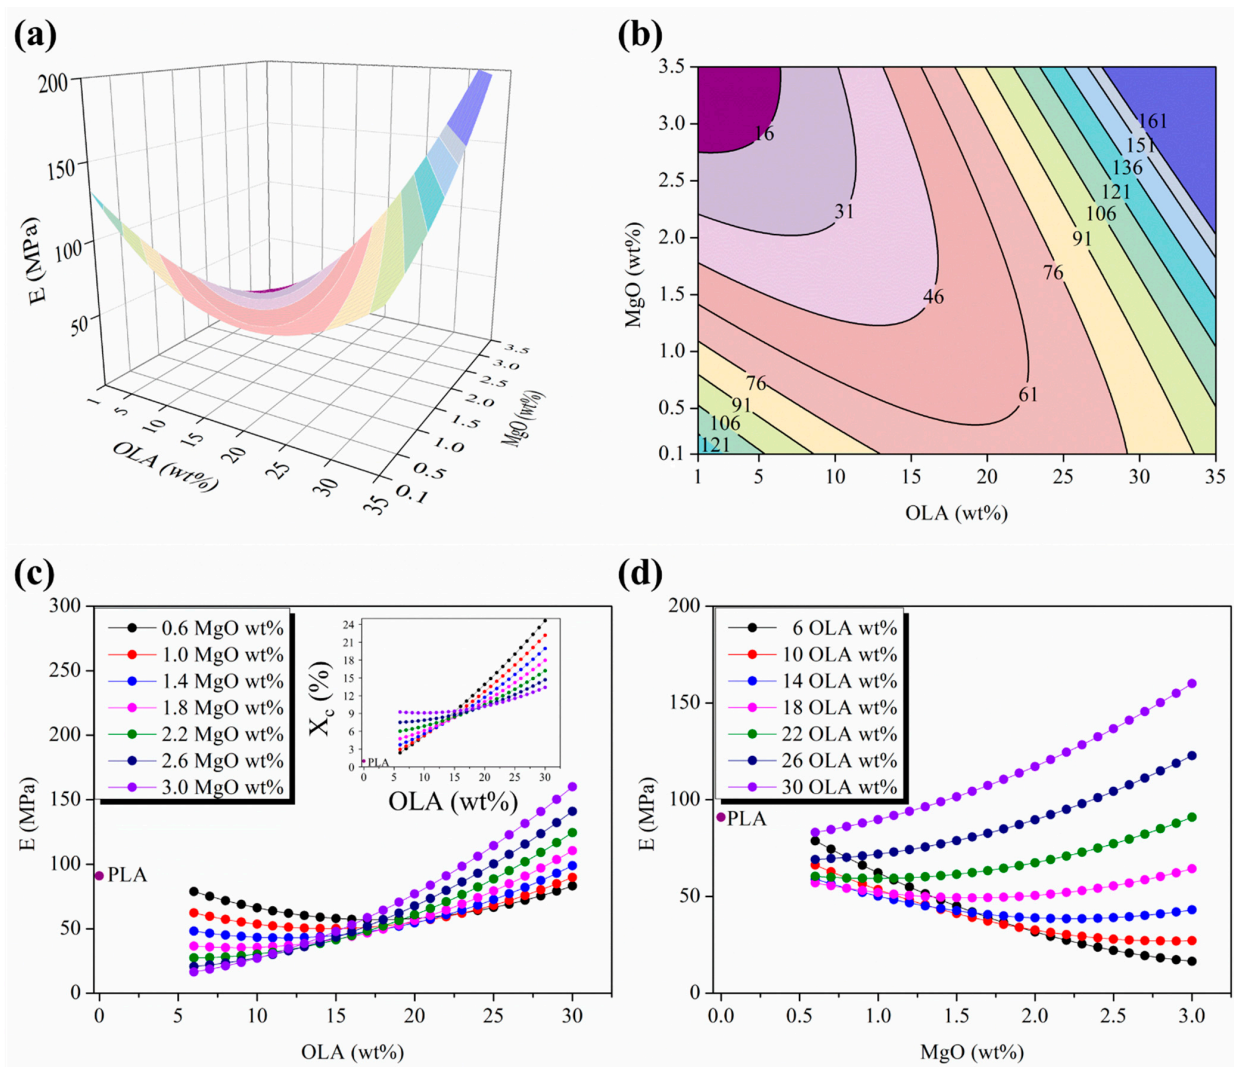 (a)
200
150
100
50
E (MPa)
1
5
10
15
20
25
30
35
OLA (wt%)
0.1
0.5
1.0
1.5
2.0
2.5
3.0
3.5
MgO (wt%)
(b)
3.5
3.0
2.5
2.0
1.5
1.0
0.5
0.1
MgO (wt%)
16
31
46
61
76
91
106
121
136
151
161
76
91
106
121
1
5
10
15
20
25
30
35
OLA (wt%)
(c)
300
250
200
150
100
50
0
E (MPa)
0.6 MgO wt%
1.0 MgO wt%
1.4 MgO wt%
1.8 MgO wt%
2.2 MgO wt%
2.6 MgO wt%
3.0 MgO wt%
PLA
24
21
18
15
12
9
6
3
0
Xc (%)
PLA
0
5
10
15
20
25
30
OLA (wt%)
0
5
10
15
20
25
30
OLA (wt%)
(d)
200
150
100
50
0
E (MPa)
6 OLA wt%
10 OLA wt%
14 OLA wt%
18 OLA wt%
22 OLA wt%
26 OLA wt%
30 OLA wt%
PLA
0.0
0.5
1.0
1.5
2.0
2.5
3.0
MgO (wt%)